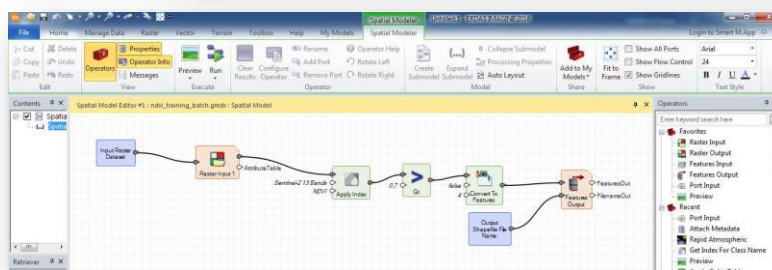 Spatial Modeler
Untitled:1 - ERDAS IMAGINE 2016
File
Home
Manage Data
Raster
Vector
Terrain
Toolbox
Help
My Models
Spatial Modeler
Login to Smart M.App
Cut
Delete
Copy
Undo
Paste
Redo
Edit
Operators
Properties
Operator Info
Messages
View
Preview
Run
Execute
Clear Results
Configure Operator
Rename
Add Port
Remove Port
Operator Help
Rotate Left
Rotate Right
Operator
Create Submodel
Expand Submodel
Collapse Submodel
Processing Properties
Auto Layout
Model
Add to My Models
Share
Fit to Frame
Show All Ports
Show Flow Control
Show Gridlines
Show
Arial
24
B I U A
Text Style
Contents
Spatia
Spatia
Retriever
Spatial Model Editor #1 : ndvi_training_batch.gmdx : Spatial Model
Input Raster Dataset
Raster Input 1
AttributeTable
Sentinel-2 13 Bands
NDVI
Apply Index
0.7
Gt
false
4
Convert To Features
Output Shapefile File Name
Features Output
FeaturesOut
FilenameOut
Operators
Enter keyword search here
Favorites
Raster Input
Raster Output
Features Input
Features Output
Port Input
Preview
Recent
Port Input
Attach Metadata
Rapid Atmospheric
Get Index For Class Name
Preview